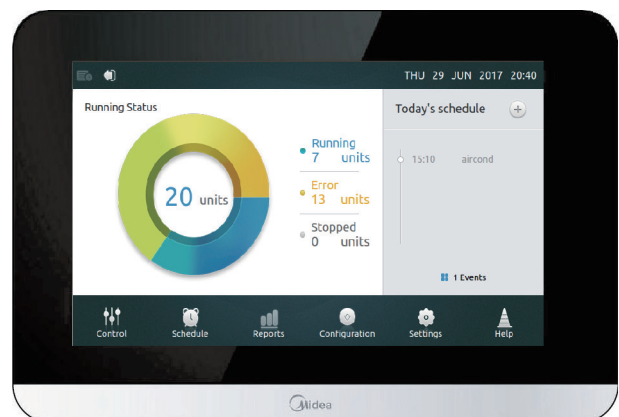 THU 29 JUN 2017 20:40
Running Status
20 units
Running
7 units
Error
13 units
Stopped
0 units
Today's schedule
15:10 aircond
1 Events
Control Schedule Reports Configuration Settings Help
Midea